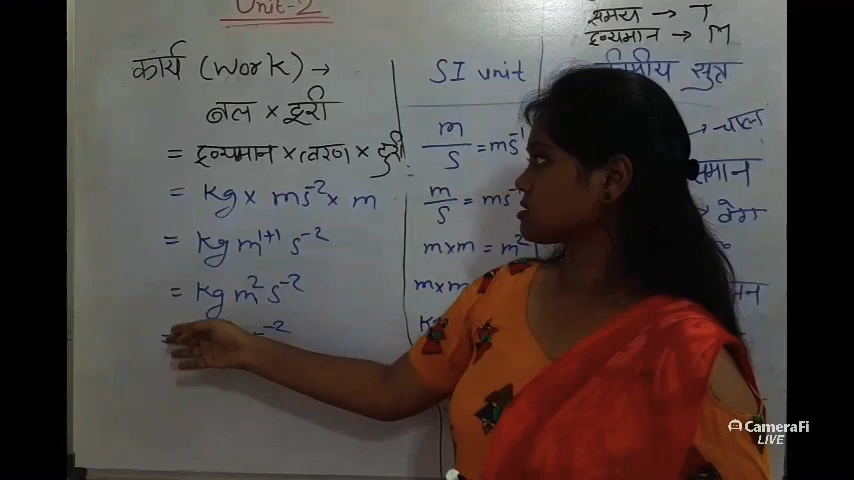 Unit-2
समय → T
द्रव्यमान → M
कार्य (Work) →
बल × दूरी
= द्रव्यमान × त्वरण × दूरी
= Kg × ms⁻² × m
= Kg m¹⁺¹ s⁻²
= Kg m² s⁻²
SI unit
m/s = ms⁻¹
m/s = ms⁻
m×m = m²
m×m
सुत्र
→ चाल
वेग
CameraFi
LIVE